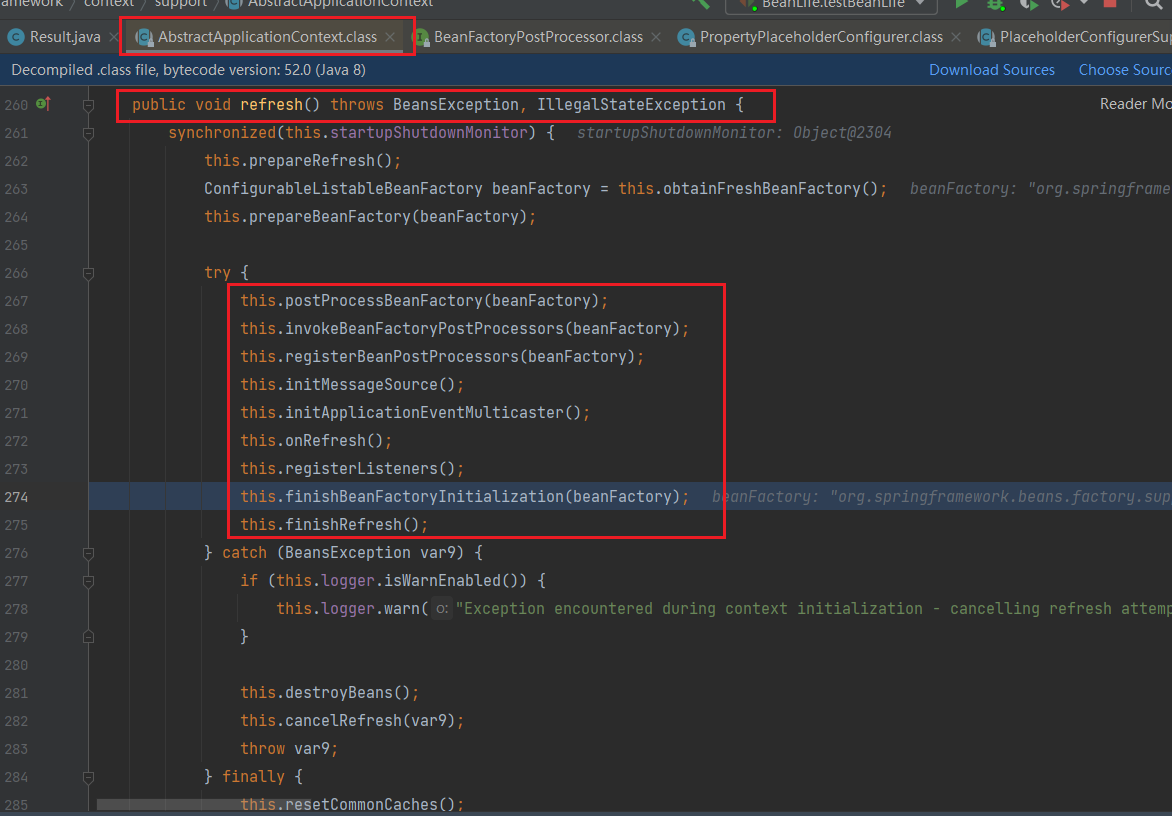 context / support / AbstractApplicationContext BeanLife.testBeanLife
Result.java AbstractApplicationContext.class BeanFactoryPostProcessor.class PropertyPlaceholderConfigurer.class PlaceholderConfigurerSup
Decompiled .class file, bytecode version: 52.0 (Java 8) Download Sources Choose Sourc
260 public void refresh() throws BeansException, IllegalStateException { Reader Mo
261 synchronized(this.startupShutdownMonitor) { startupShutdownMonitor: Object@2304
262 this.prepareRefresh();
263 ConfigurableListableBeanFactory beanFactory = this.obtainFreshBeanFactory(); beanFactory: "org.springframe
264 this.prepareBeanFactory(beanFactory);
265
266 try {
267 this.postProcessBeanFactory(beanFactory);
268 this.invokeBeanFactoryPostProcessors(beanFactory);
269 this.registerBeanPostProcessors(beanFactory);
270 this.initMessageSource();
271 this.initApplicationEventMulticaster();
272 this.onRefresh();
273 this.registerListeners();
274 this.finishBeanFactoryInitialization(beanFactory); beanFactory: "org.springframework.beans.factory.sup
275 this.finishRefresh();
276 } catch (BeansException var9) {
277 if (this.logger.isWarnEnabled()) {
278 this.logger.warn( o: "Exception encountered during context initialization - cancelling refresh attemp
279 }
280
281 this.destroyBeans();
282 this.cancelRefresh(var9);
283 throw var9;
284 } finally {
285 this.resetCommonCaches();